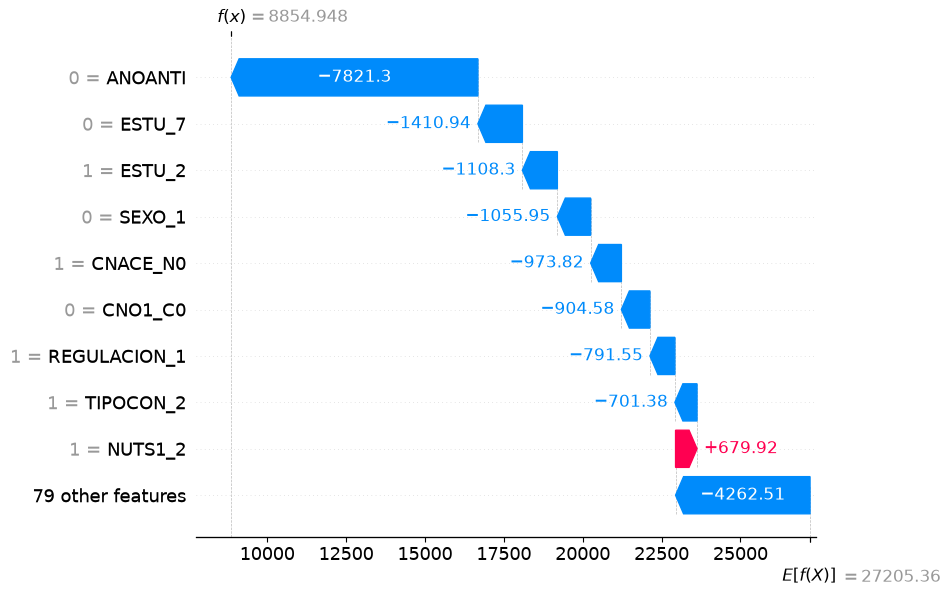 f(x) = 8854.948
0 = ANOANTI −7821.3
0 = ESTU_7 −1410.94
1 = ESTU_2 −1108.3
0 = SEXO_1 −1055.95
1 = CNACE_N0 −973.82
0 = CNO1_C0 −904.58
1 = REGULACION_1 −791.55
1 = TIPOCON_2 −701.38
1 = NUTS1_2 +679.92
79 other features −4262.51
10000 12500 15000 17500 20000 22500 25000
E[f(X)] = 27205.36